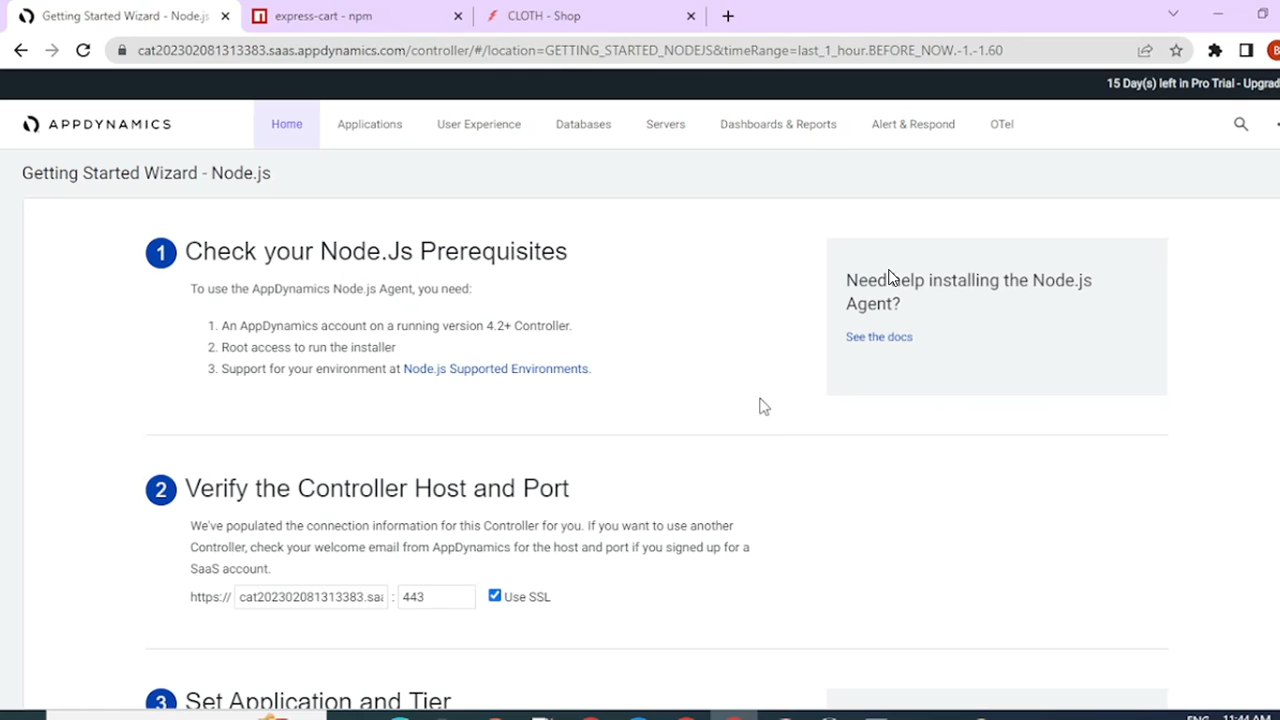 Getting Started Wizard - Node.js
express-cart - npm
CLOTH - Shop
cat202302081313383.saas.appdynamics.com/controller/#/location=GETTING_STARTED_NODEJS&timeRange=last_1_hour.BEFORE_NOW.-1.-1.60
15 Day(s) left in Pro Trial - Upgrad
APPDYNAMICS
Home
Applications
User Experience
Databases
Servers
Dashboards & Reports
Alert & Respond
OTel
Getting Started Wizard - Node.js
1 Check your Node.Js Prerequisites
To use the AppDynamics Node.js Agent, you need:
1. An AppDynamics account on a running version 4.2+ Controller.
2. Root access to run the installer
3. Support for your environment at Node.js Supported Environments.
Need help installing the Node.js
Agent?
See the docs
2 Verify the Controller Host and Port
We've populated the connection information for this Controller for you. If you want to use another
Controller, check your welcome email from AppDynamics for the host and port if you signed up for a
SaaS account.
https:// cat202302081313383.saa : 443 Use SSL
3 Set Application and Tier
ENG 11:44 AM